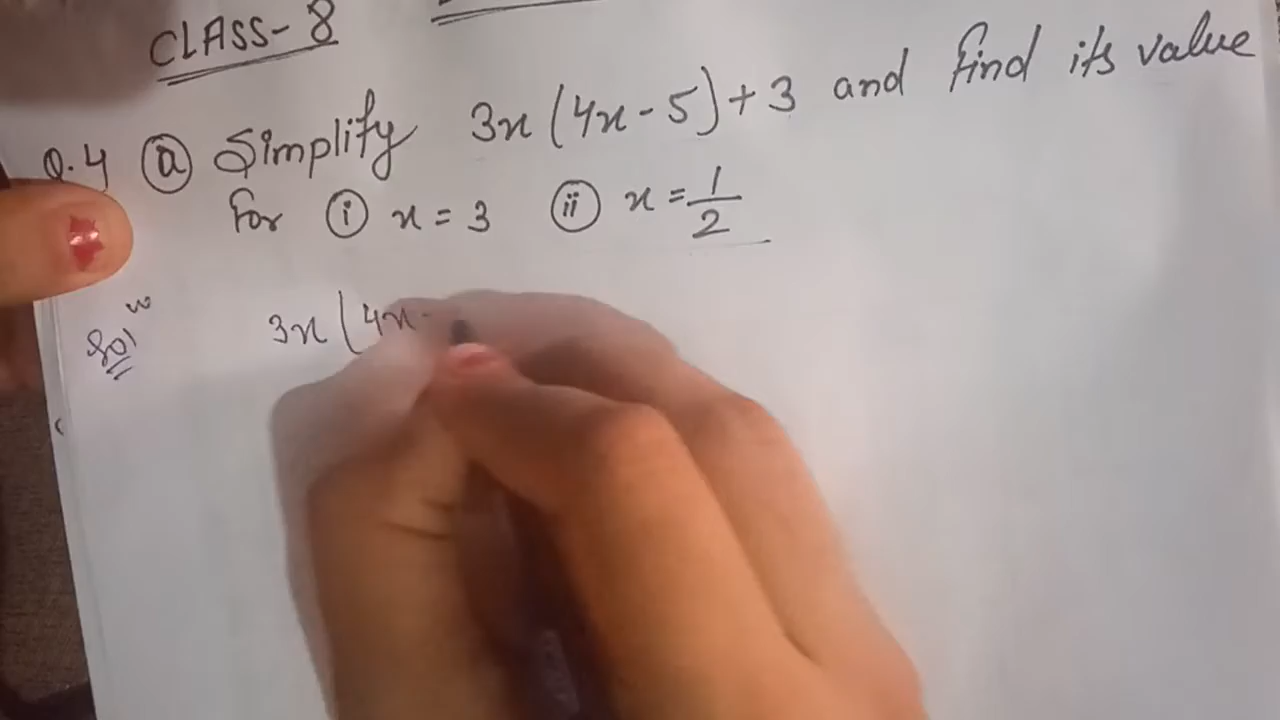 CLASS- 8
Q.4 (a) Simplify 3x(4x-5)+3 and find its value
for (i) x = 3 (ii) x = 1/2
Solⁿ 3x(4x-